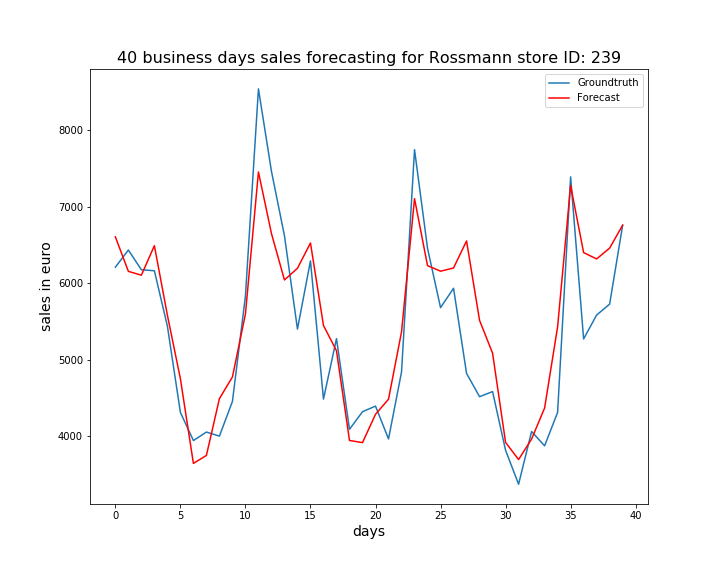 40 business days sales forecasting for Rossmann store ID: 239
Groundtruth
Forecast
8000
7000
6000
5000
4000
sales in euro
0 5 10 15 20 25 30 35 40
days